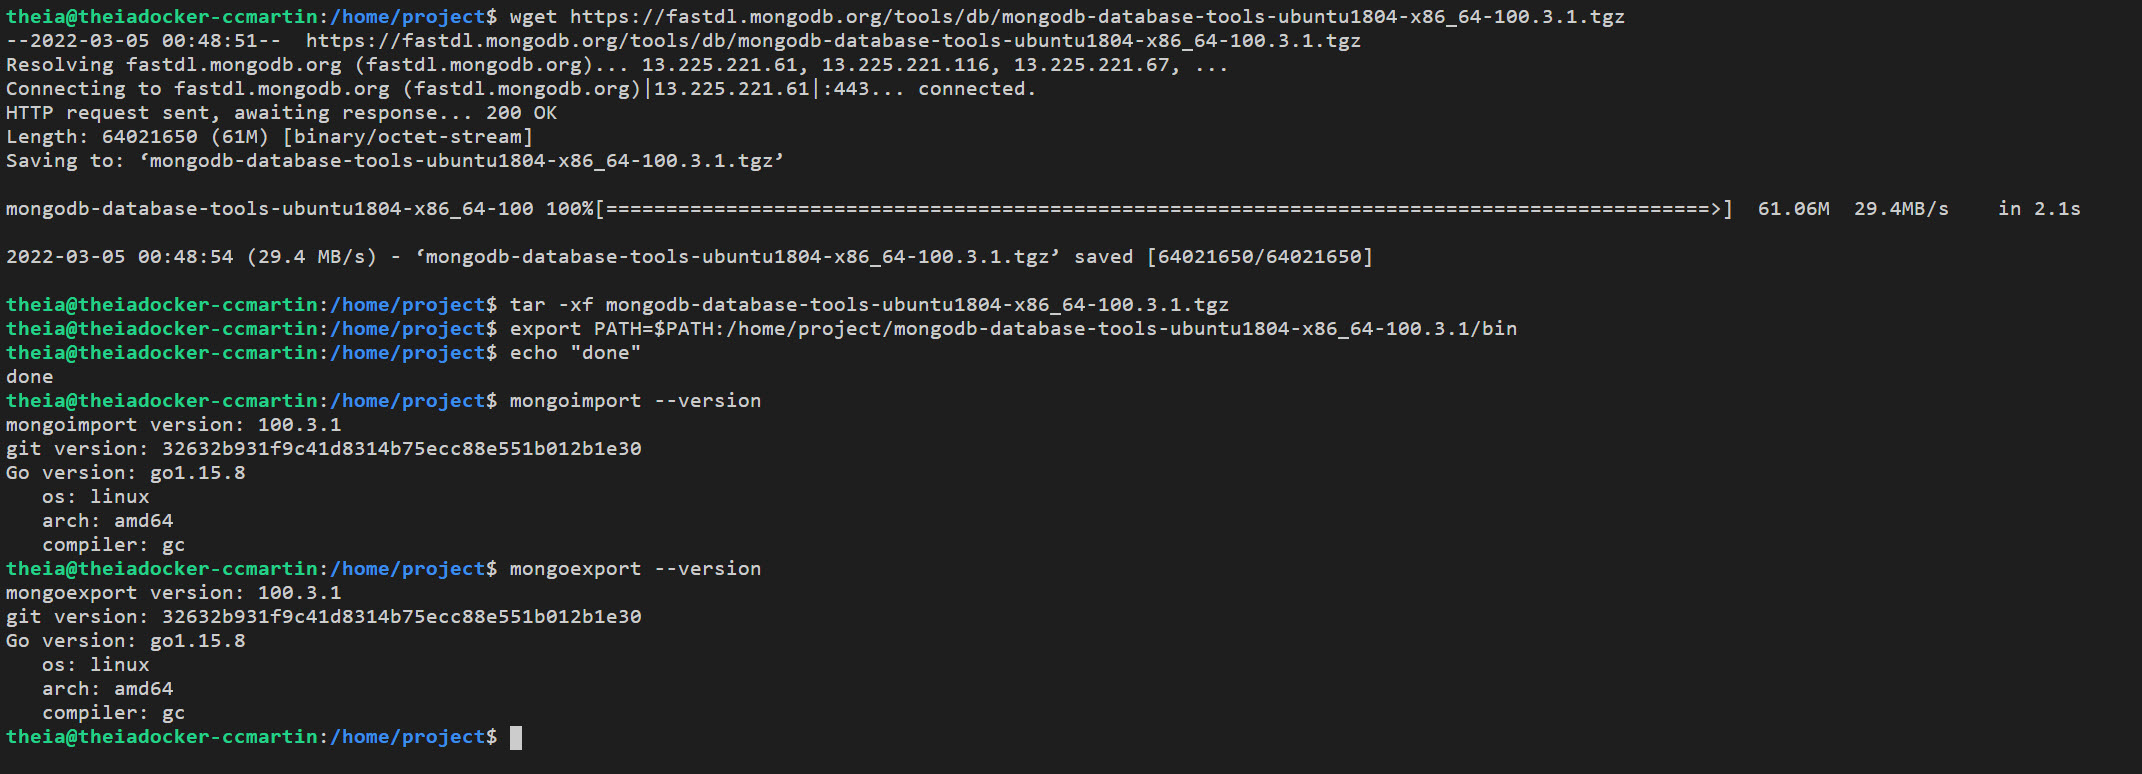 theia@theiadocker-ccmartin:/home/project$ wget https://fastdl.mongodb.org/tools/db/mongodb-database-tools-ubuntu1804-x86_64-100.3.1.tgz
--2022-03-05 00:48:51--  https://fastdl.mongodb.org/tools/db/mongodb-database-tools-ubuntu1804-x86_64-100.3.1.tgz
Resolving fastdl.mongodb.org (fastdl.mongodb.org)... 13.225.221.61, 13.225.221.116, 13.225.221.67, ...
Connecting to fastdl.mongodb.org (fastdl.mongodb.org)|13.225.221.61|:443... connected.
HTTP request sent, awaiting response... 200 OK
Length: 64021650 (61M) [binary/octet-stream]
Saving to: ‘mongodb-database-tools-ubuntu1804-x86_64-100.3.1.tgz’
mongodb-database-tools-ubuntu1804-x86_64-100 100%[============================================================================================>]  61.06M  29.4MB/s    in 2.1s
2022-03-05 00:48:54 (29.4 MB/s) - ‘mongodb-database-tools-ubuntu1804-x86_64-100.3.1.tgz’ saved [64021650/64021650]
theia@theiadocker-ccmartin:/home/project$ tar -xf mongodb-database-tools-ubuntu1804-x86_64-100.3.1.tgz
theia@theiadocker-ccmartin:/home/project$ export PATH=$PATH:/home/project/mongodb-database-tools-ubuntu1804-x86_64-100.3.1/bin
theia@theiadocker-ccmartin:/home/project$ echo "done"
done
theia@theiadocker-ccmartin:/home/project$ mongoimport --version
mongoimport version: 100.3.1
git version: 32632b931f9c41d8314b75ecc88e551b012b1e30
Go version: go1.15.8
   os: linux
   arch: amd64
   compiler: gc
theia@theiadocker-ccmartin:/home/project$ mongoexport --version
mongoexport version: 100.3.1
git version: 32632b931f9c41d8314b75ecc88e551b012b1e30
Go version: go1.15.8
   os: linux
   arch: amd64
   compiler: gc
theia@theiadocker-ccmartin:/home/project$